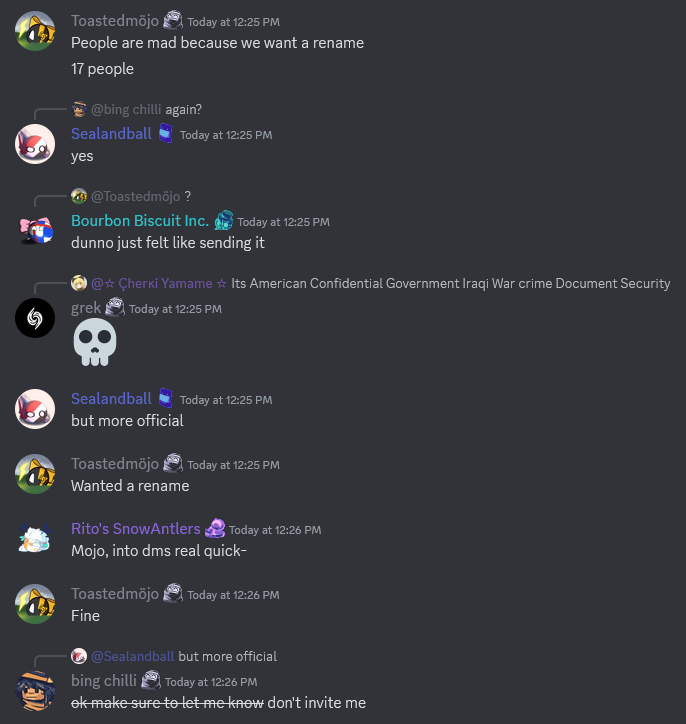 Toastedmöjo Today at 12:25 PM
People are mad because we want a rename
17 people
@bing chilli again?
Sealandball Today at 12:25 PM
yes
@Toastedmöjo ?
Bourbon Biscuit Inc. Today at 12:25 PM
dunno just felt like sending it
@☆ Çherкí Yamame ☆ Its American Confidential Government Iraqi War crime Document Security
grek Today at 12:25 PM
Sealandball Today at 12:25 PM
but more official
Toastedmöjo Today at 12:25 PM
Wanted a rename
Rito's SnowAntlers Today at 12:26 PM
Mojo, into dms real quick-
Toastedmöjo Today at 12:26 PM
Fine
@Sealandball but more official
bing chilli Today at 12:26 PM
ok make sure to let me know don't invite me